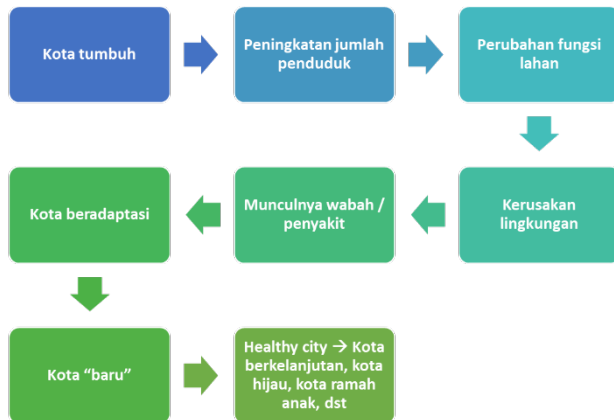 Kota tumbuh
Peningkatan jumlah
penduduk
Perubahan fungsi
lahan
Kerusakan
lingkungan
Munculnya wabah /
penyakit
Kota beradaptasi
Kota “baru”
Healthy city → Kota
berkelanjutan, kota
hijau, kota ramah
anak, dst